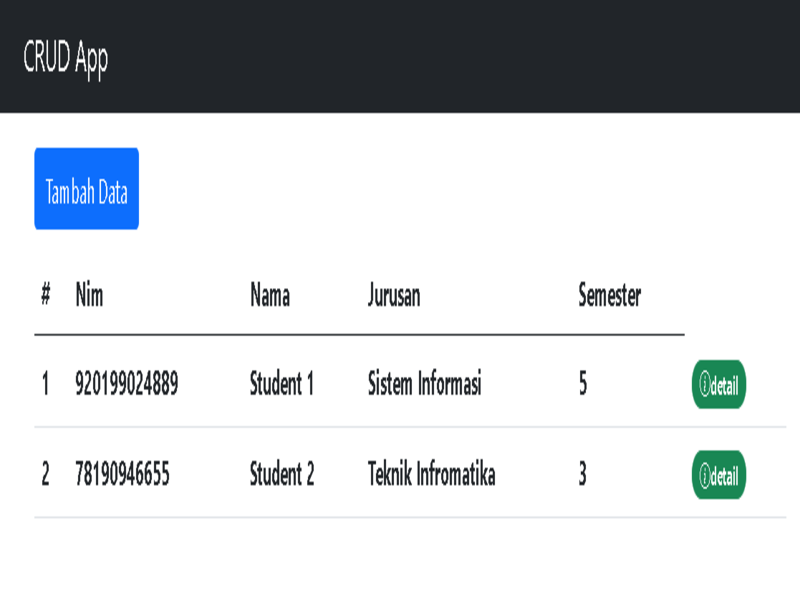 CRUD App
Tambah Data
# Nim Nama Jurusan Semester
1 920199024889 Student 1 Sistem Informasi 5 detail
2 78190946655 Student 2 Teknik Infromatika 3 detail